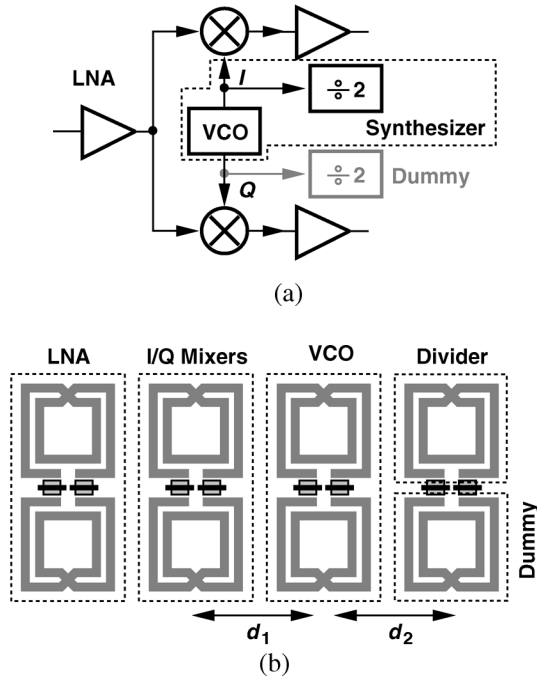 LNA
I
÷ 2
VCO
Synthesizer
÷ 2
Dummy
Q
(a)
LNA
I/Q Mixers
VCO
Divider
Dummy
d1
d2
(b)